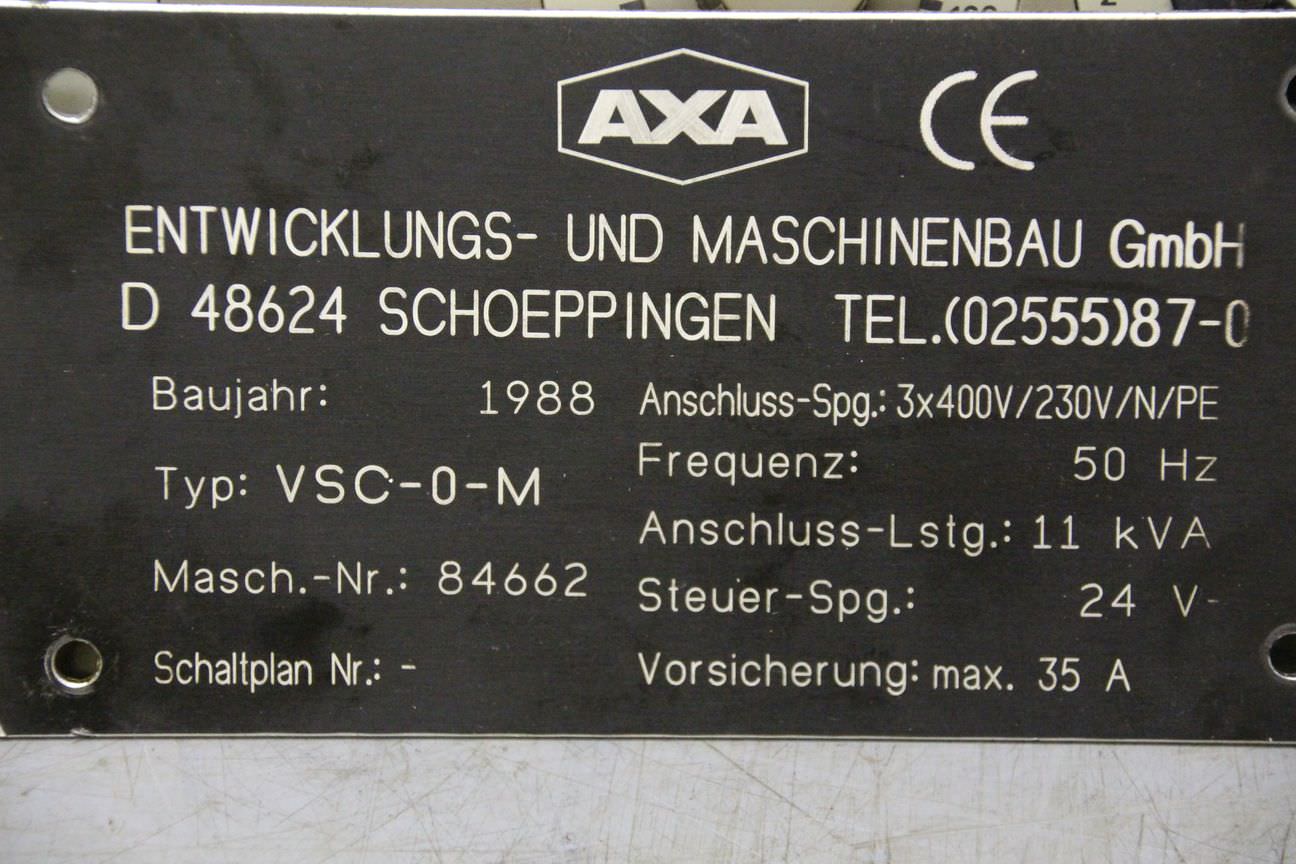 AXA CE
ENTWICKLUNGS- UND MASCHINENBAU GmbH
D 48624 SCHOEPPINGEN TEL.(02555)87-0
Baujahr: 1988
Typ: VSC-0-M
Masch.-Nr.: 84662
Schaltplan Nr.: -
Anschluss-Spg.: 3x400V/230V/N/PE
Frequenz: 50 Hz
Anschluss-Lstg.: 11 kVA
Steuer-Spg.: 24 V-
Vorsicherung: max. 35 A